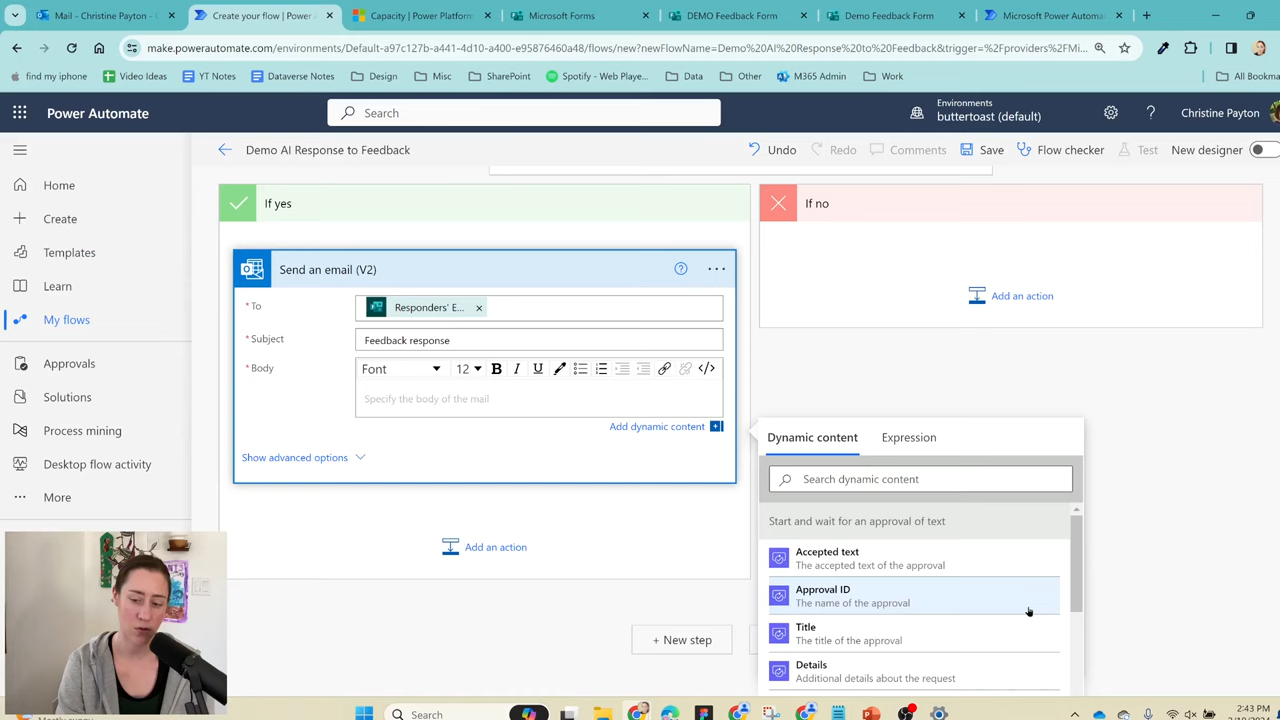 Mail - Christine Payton - O
Create your flow | Power A
Capacity | Power Platform
Microsoft Forms
DEMO Feedback Form
Demo Feedback Form
Microsoft Power Automa
make.powerautomate.com/environments/Default-a97c127b-a441-4d10-a400-e95876460a48/flows/new?newFlowName=Demo%20AI%20Response%20to%20Feedback&trigger=%2Fproviders%2FMi...
find my iphone
Video Ideas
YT Notes
Dataverse Notes
Design
Misc
SharePoint
Spotify - Web Playe...
Data
Other
M365 Admin
Work
All Bookma
Power Automate
Search
Environments
buttertoast (default)
Christine Payton
Demo AI Response to Feedback
Undo
Redo
Comments
Save
Flow checker
Test
New designer
Home
Create
Templates
Learn
My flows
Approvals
Solutions
Process mining
Desktop flow activity
More
If yes
If no
Send an email (V2)
* To
Responders' E... ×
* Subject
Feedback response
* Body
Font
12
B I U
</>
Specify the body of the mail
Add dynamic content
Show advanced options
Add an action
Add an action
+ New step
Dynamic content
Expression
Search dynamic content
Start and wait for an approval of text
Accepted text
The accepted text of the approval
Approval ID
The name of the approval
Title
The title of the approval
Details
Additional details about the request
Search
2:43 PM